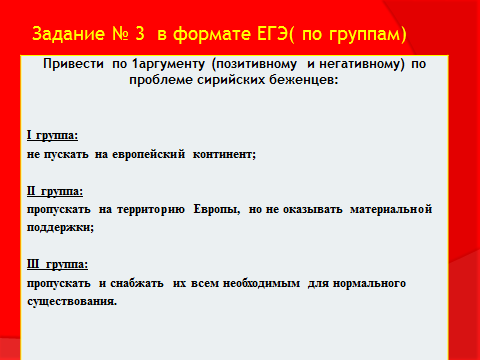 Задание № 3 в формате ЕГЭ( по группам)
Привести по 1аргументу (позитивному и негативному) по
проблеме сирийских беженцев:
I группа:
не пускать на европейский континент;
II группа:
пропускать на территорию Европы, но не оказывать материальной
поддержки;
III группа:
пропускать и снабжать их всем необходимым для нормального
существования.